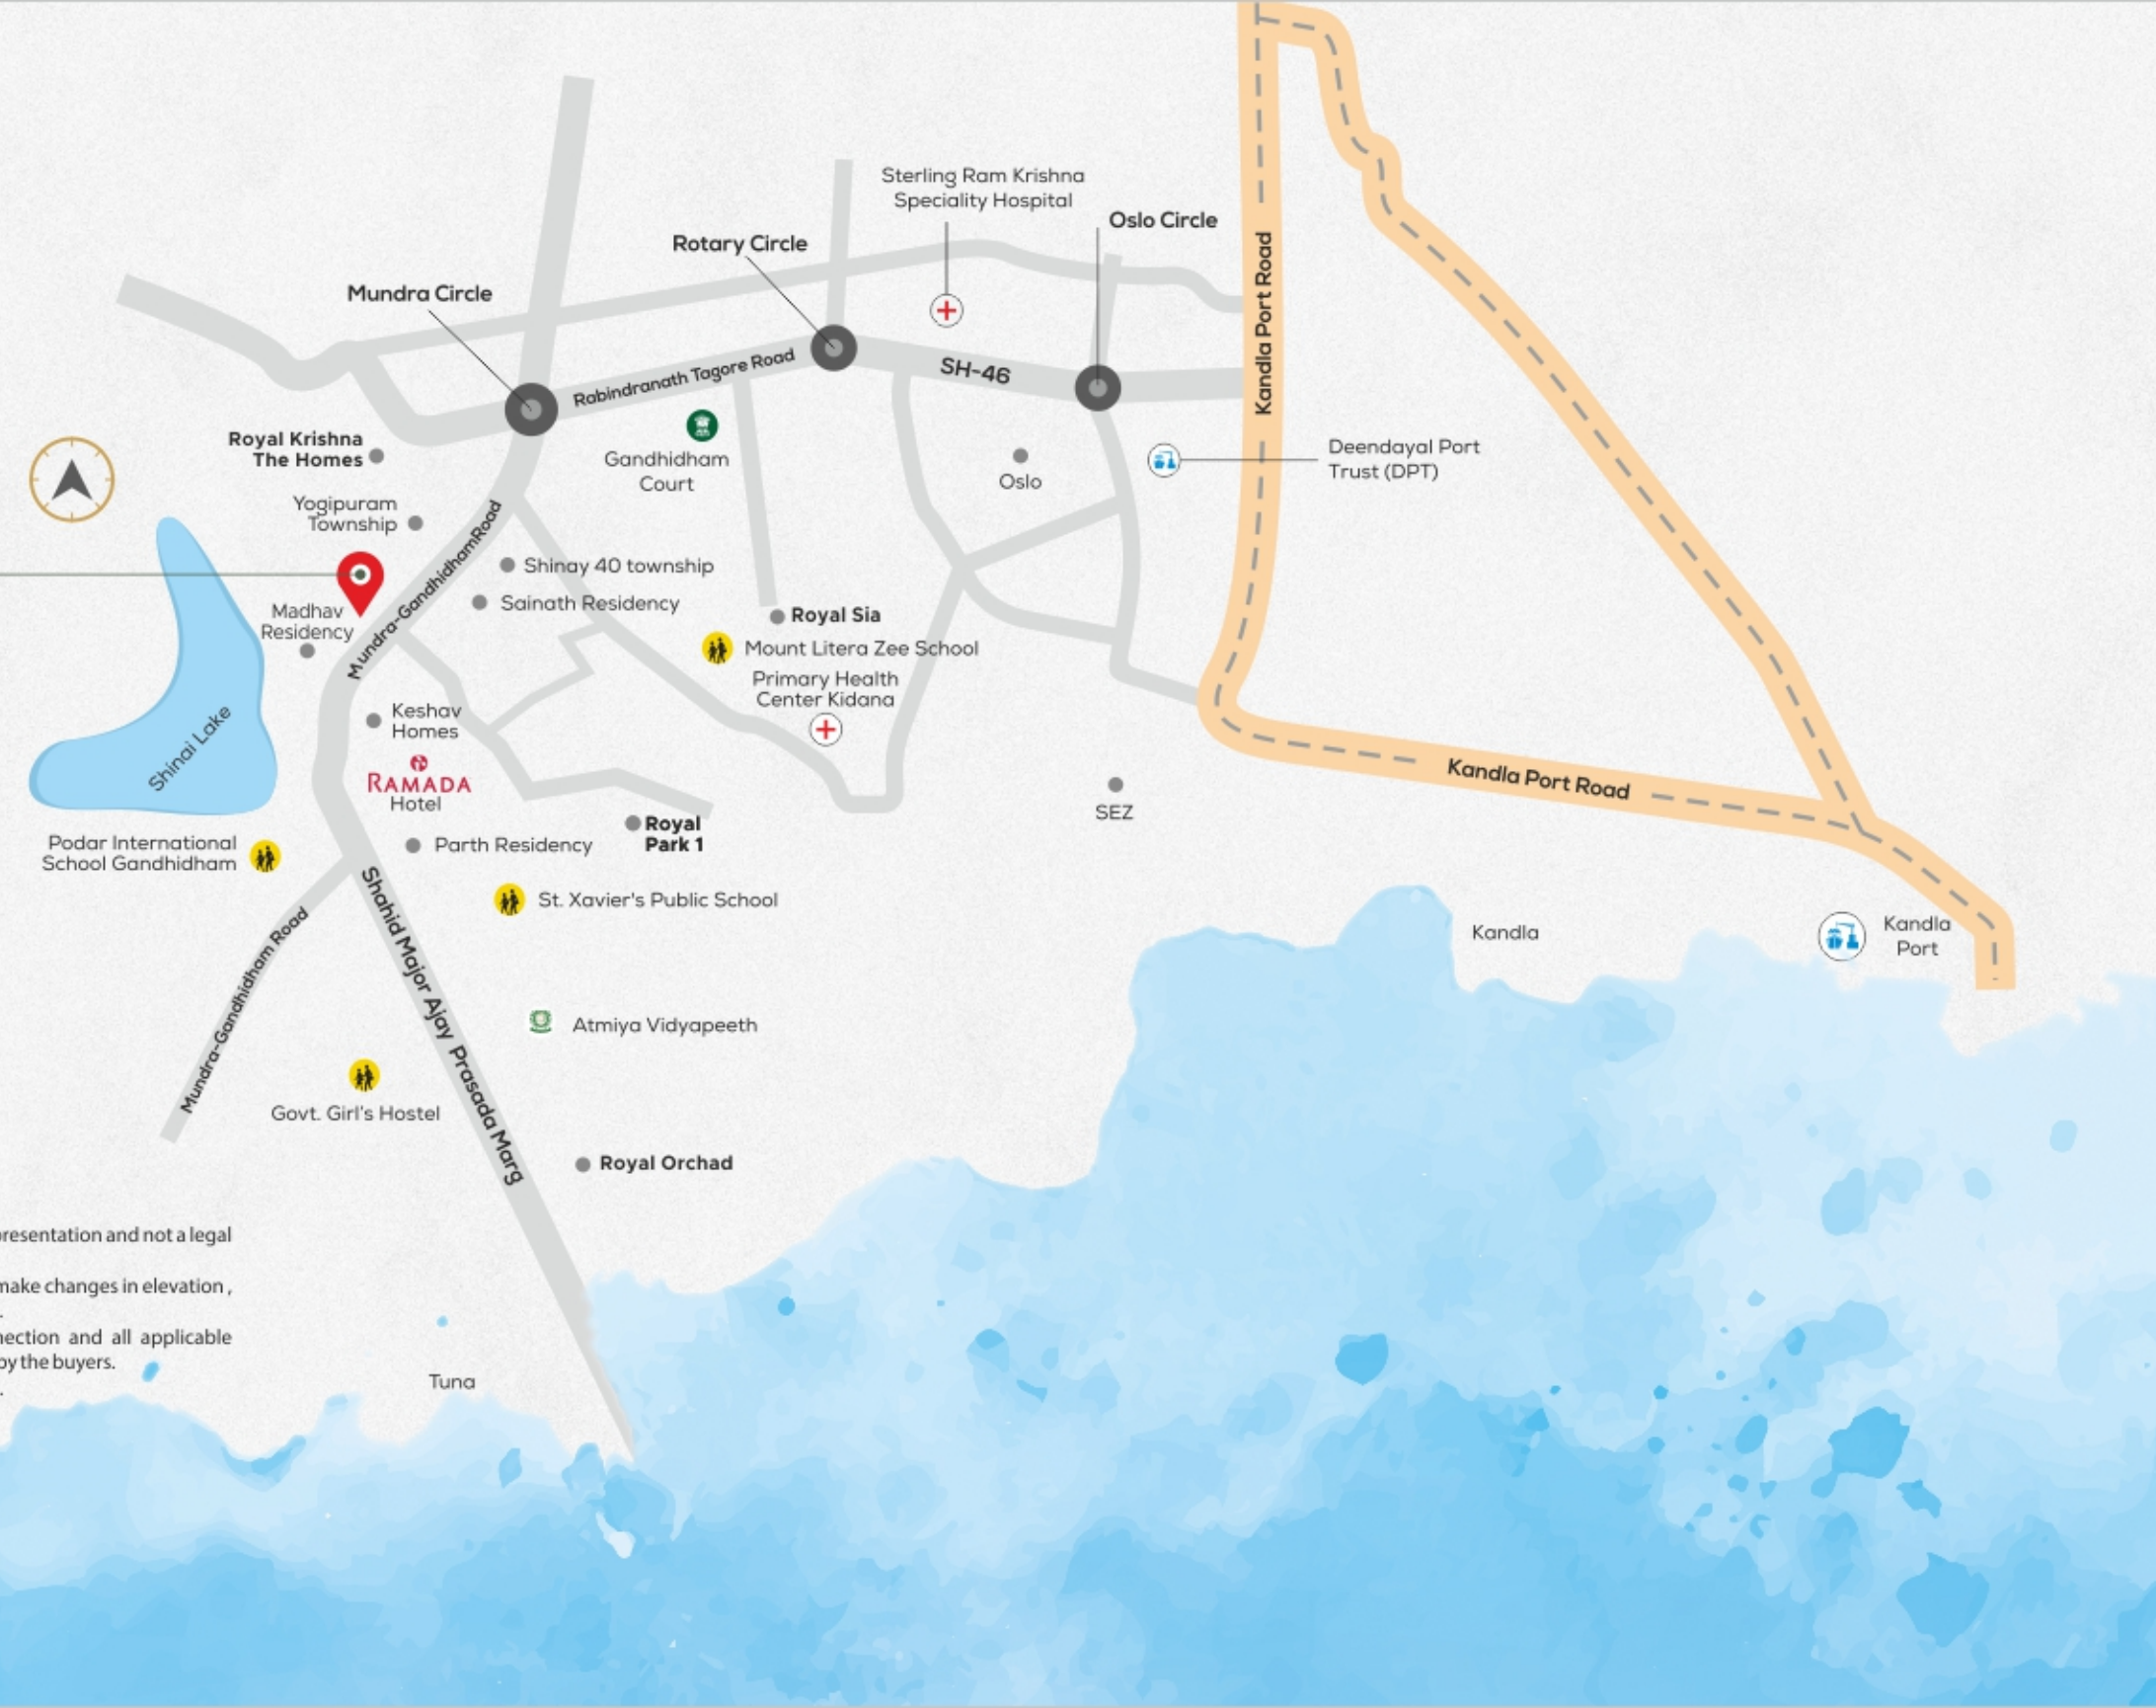 Sterling Ram Krishna
Speciality Hospital
Oslo Circle
Rotary Circle
Mundra Circle
Kandla Port Road
Rabindranath Tagore Road
SH-46
Royal Krishna
The Homes
Gandhidham
Court
Oslo
Deendayal Port
Trust (DPT)
Yogipuram
Township
Mundra-GandhidhamRoad
Shinay 40 township
Sainath Residency
Madhav
Residency
Royal Sia
Mount Litera Zee School
Primary Health
Center Kidana
Shinai Lake
Keshav
Homes
RAMADA
Hotel
Kandla Port Road
SEZ
Royal
Park 1
Parth Residency
Podar International
School Gandhidham
St. Xavier's Public School
Shahid Major Ajay Prasada Marg
Mundra-Gandhidham Road
Kandla
Kandla
Port
Atmiya Vidyapeeth
Govt. Girl's Hostel
Royal Orchad
and not a legal
make changes in elevation ,
.
and all applicable
by the buyers.
.
Tuna